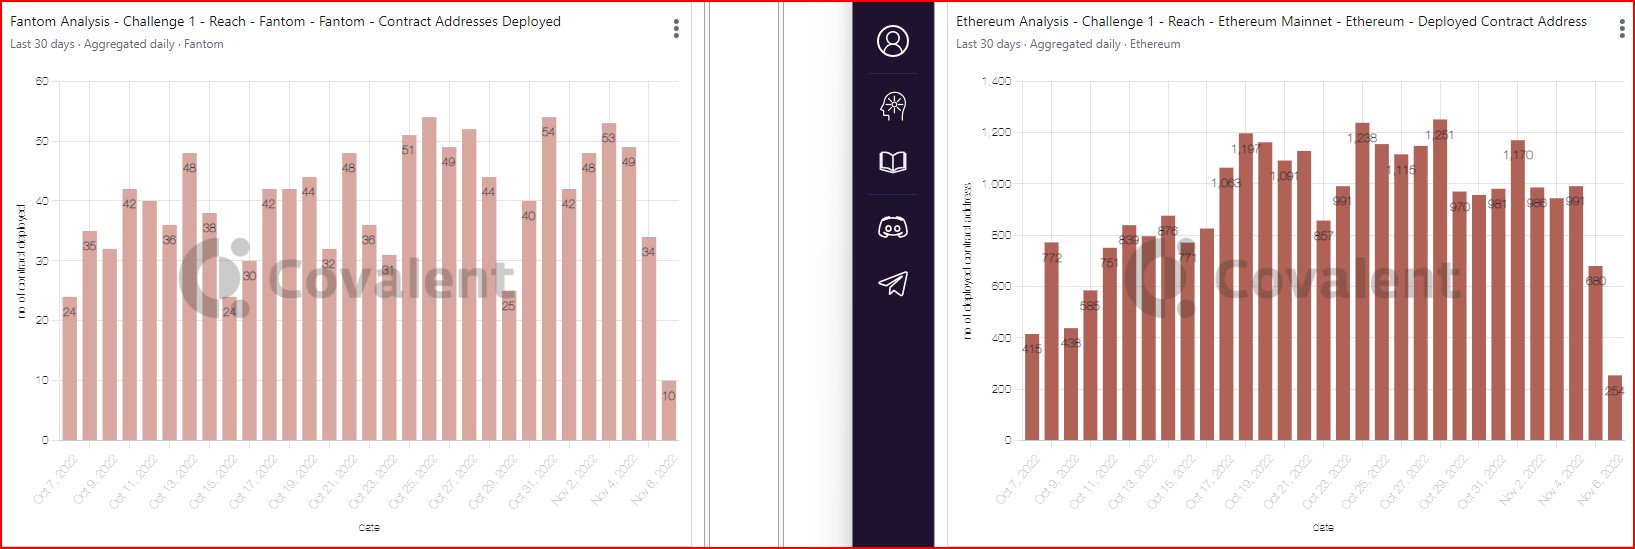 Fantom Analysis - Challenge 1 - Reach - Fantom - Fantom - Contract Addresses Deployed
Last 30 days · Aggregated daily · Fantom
60
50
40
30
20
10
0
no of contract deployed
24
35
42
36
48
38
24
30
42
44
32
48
36
31
51
49
44
25
40
54
42
48
53
49
34
10
Covalent
Oct 7, 2022
Oct 9, 2022
Oct 11, 2022
Oct 13, 2022
Oct 15, 2022
Oct 17, 2022
Oct 19, 2022
Oct 21, 2022
Oct 23, 2022
Oct 25, 2022
Oct 27, 2022
Oct 29, 2022
Oct 31, 2022
Nov 2, 2022
Nov 4, 2022
Nov 6, 2022
date
Ethereum Analysis - Challenge 1 - Reach - Ethereum Mainnet - Ethereum - Deployed Contract Address
Last 30 days · Aggregated daily · Ethereum
1,400
1,200
1,000
800
600
400
200
0
no of deployed contract address
415
772
438
585
751
839
876
771
1,063
1,197
1,091
857
991
1,238
1,115
1,251
970
981
1,170
986
991
680
254
Covalent
Oct 7, 2022
Oct 9, 2022
Oct 11, 2022
Oct 13, 2022
Oct 15, 2022
Oct 17, 2022
Oct 19, 2022
Oct 21, 2022
Oct 23, 2022
Oct 25, 2022
Oct 27, 2022
Oct 29, 2022
Oct 31, 2022
Nov 2, 2022
Nov 4, 2022
Nov 6, 2022
date